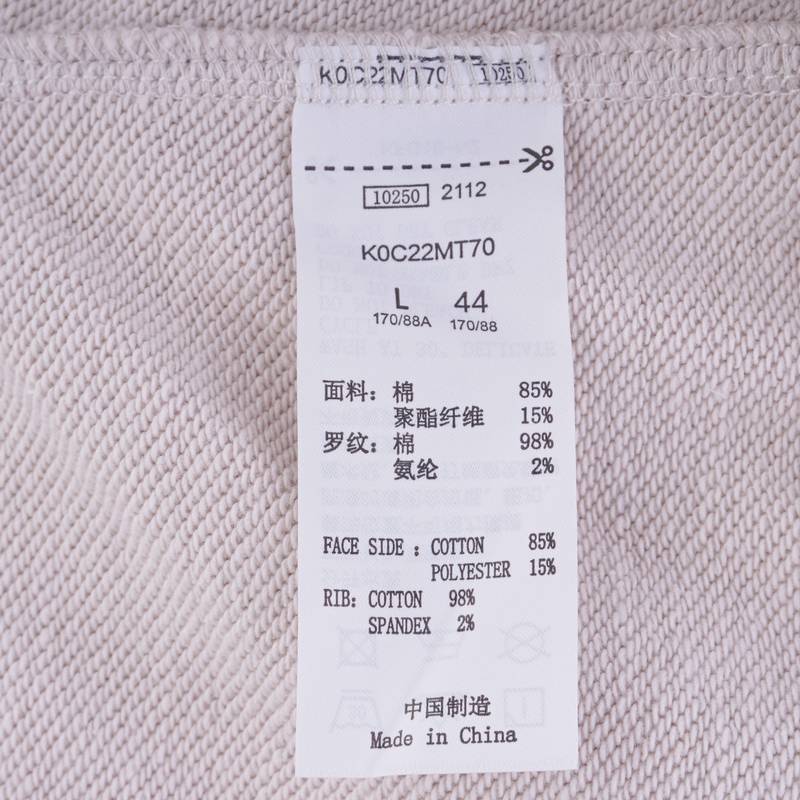 K0C22MT70 10250
10250 2112
K0C22MT70
L 44
170/88A 170/88
面料：棉 85%
聚酯纤维 15%
罗纹：棉 98%
氨纶 2%
FACE SIDE : COTTON 85%
POLYESTER 15%
RIB: COTTON 98%
SPANDEX 2%
中国制造
Made in China